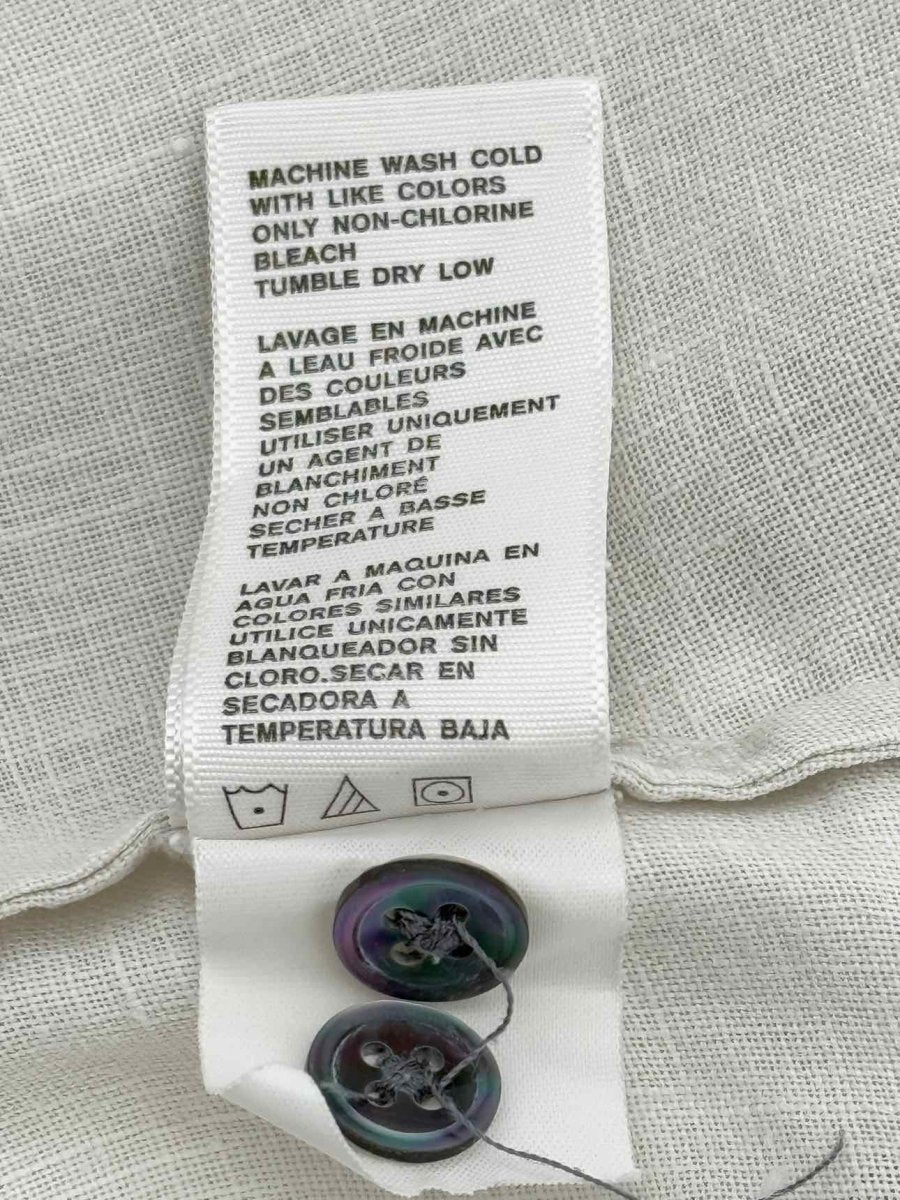 MACHINE WASH COLD
WITH LIKE COLORS
ONLY NON-CHLORINE
BLEACH
TUMBLE DRY LOW
LAVAGE EN MACHINE
A LEAU FROIDE AVEC
DES COULEURS
SEMBLABLES
UTILISER UNIQUEMENT
UN AGENT DE
BLANCHIMENT
NON CHLORÉ
SECHER A BASSE
TEMPERATURE
LAVAR A MAQUINA EN
AGUA FRIA CON
COLORES SIMILARES
UTILICE UNICAMENTE
BLANQUEADOR SIN
CLORO.SECAR EN
SECADORA A
TEMPERATURA BAJA